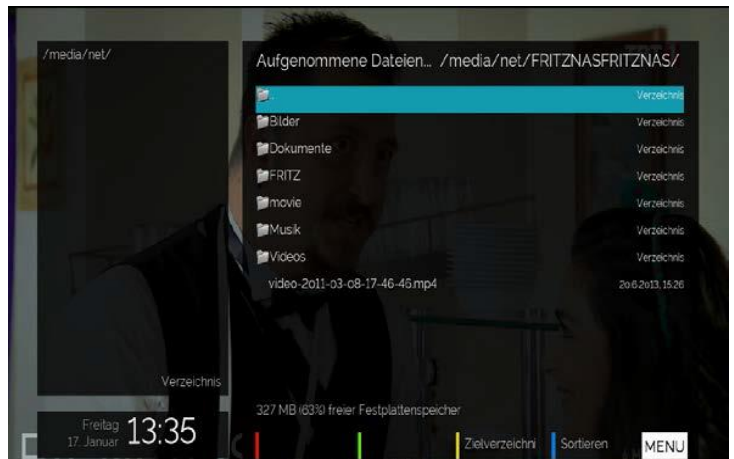 /media/net/
Aufgenommene Dateien... /media/net/FRITZNASFRITZNAS/
.. Verzeichnis
Bilder Verzeichnis
Dokumente Verzeichnis
FRITZ Verzeichnis
movie Verzeichnis
Musik Verzeichnis
Videos Verzeichnis
video-2011-03-08-17-46-46.mp4 20.6.2013, 15:26
Verzeichnis
327 MB (63%) freier Festplattenspeicher
Freitag
17. Januar 13:35
Zielverzeichni Sortieren MENU